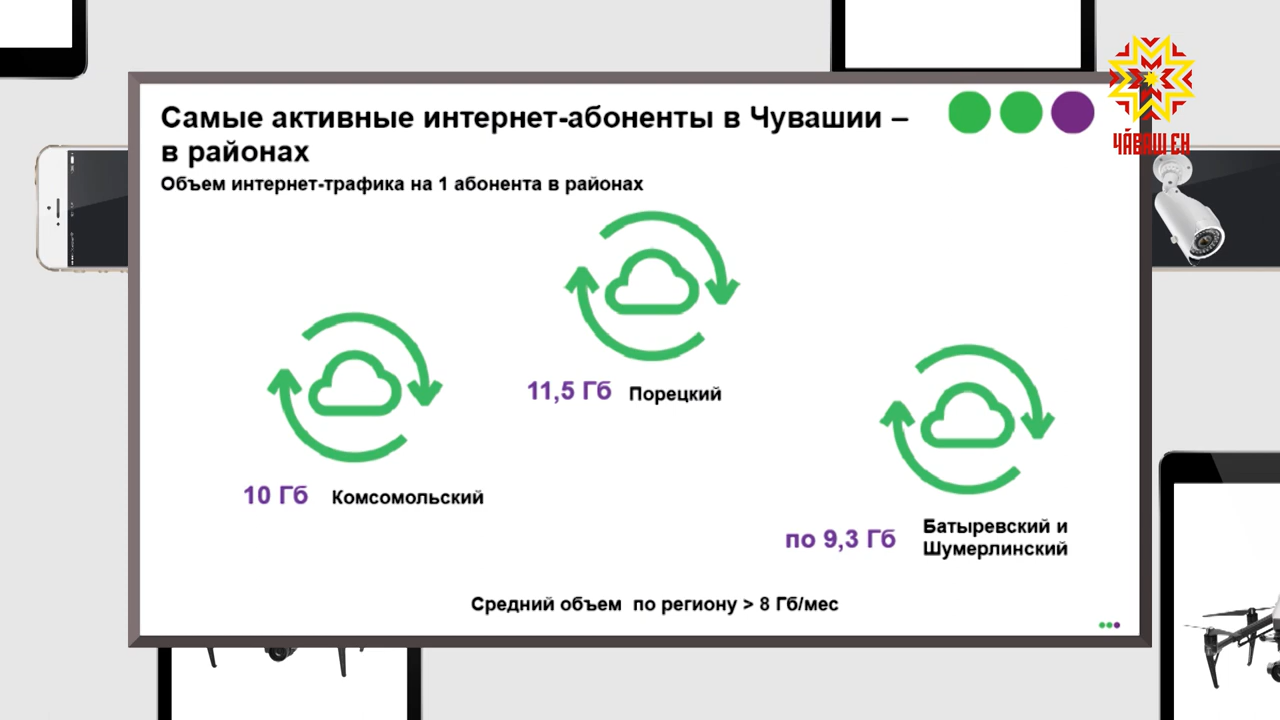 Самые активные интернет-абоненты в Чувашии –
в районах
Объем интернет-трафика на 1 абонента в районах
ЧӐВАШ ЕН
11,5 Гб Порецкий
10 Гб Комсомольский
по 9,3 Гб Батыревский и
Шумерлинский
Средний объем по региону > 8 Гб/мес